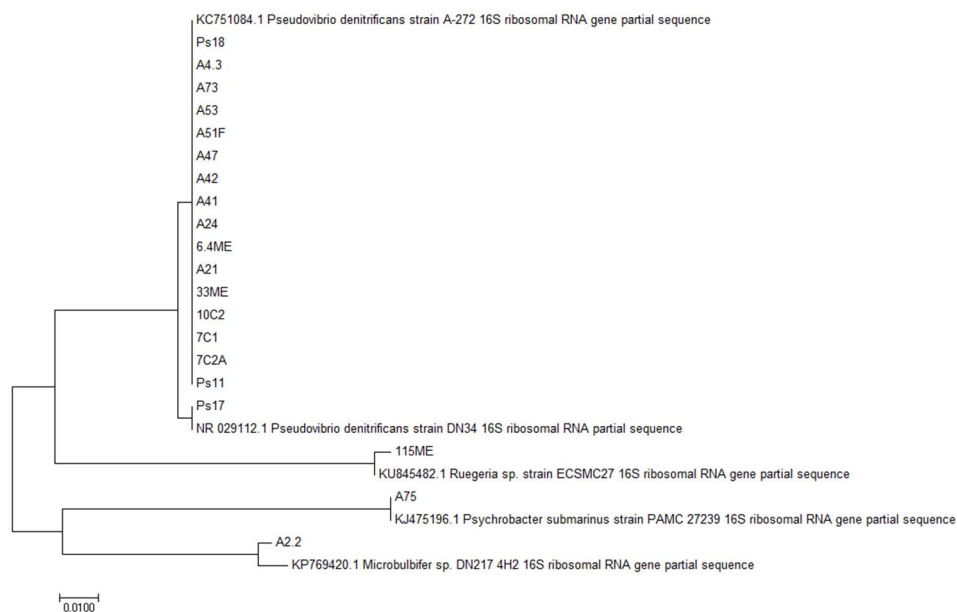 KC751084.1 Pseudovibrio denitrificans strain A-272 16S ribosomal RNA gene partial sequence
Ps18
A4.3
A73
A53
A51F
A47
A42
A41
A24
6.4ME
A21
33ME
10C2
7C1
7C2A
Ps11
Ps17
NR 029112.1 Pseudovibrio denitrificans strain DN34 16S ribosomal RNA partial sequence
115ME
KU845482.1 Ruegeria sp. strain ECSMC27 16S ribosomal RNA gene partial sequence
A75
KJ475196.1 Psychrobacter submarinus strain PAMC 27239 16S ribosomal RNA gene partial sequence
A2.2
KP769420.1 Microbulbifer sp. DN217 4H2 16S ribosomal RNA gene partial sequence
0.0100